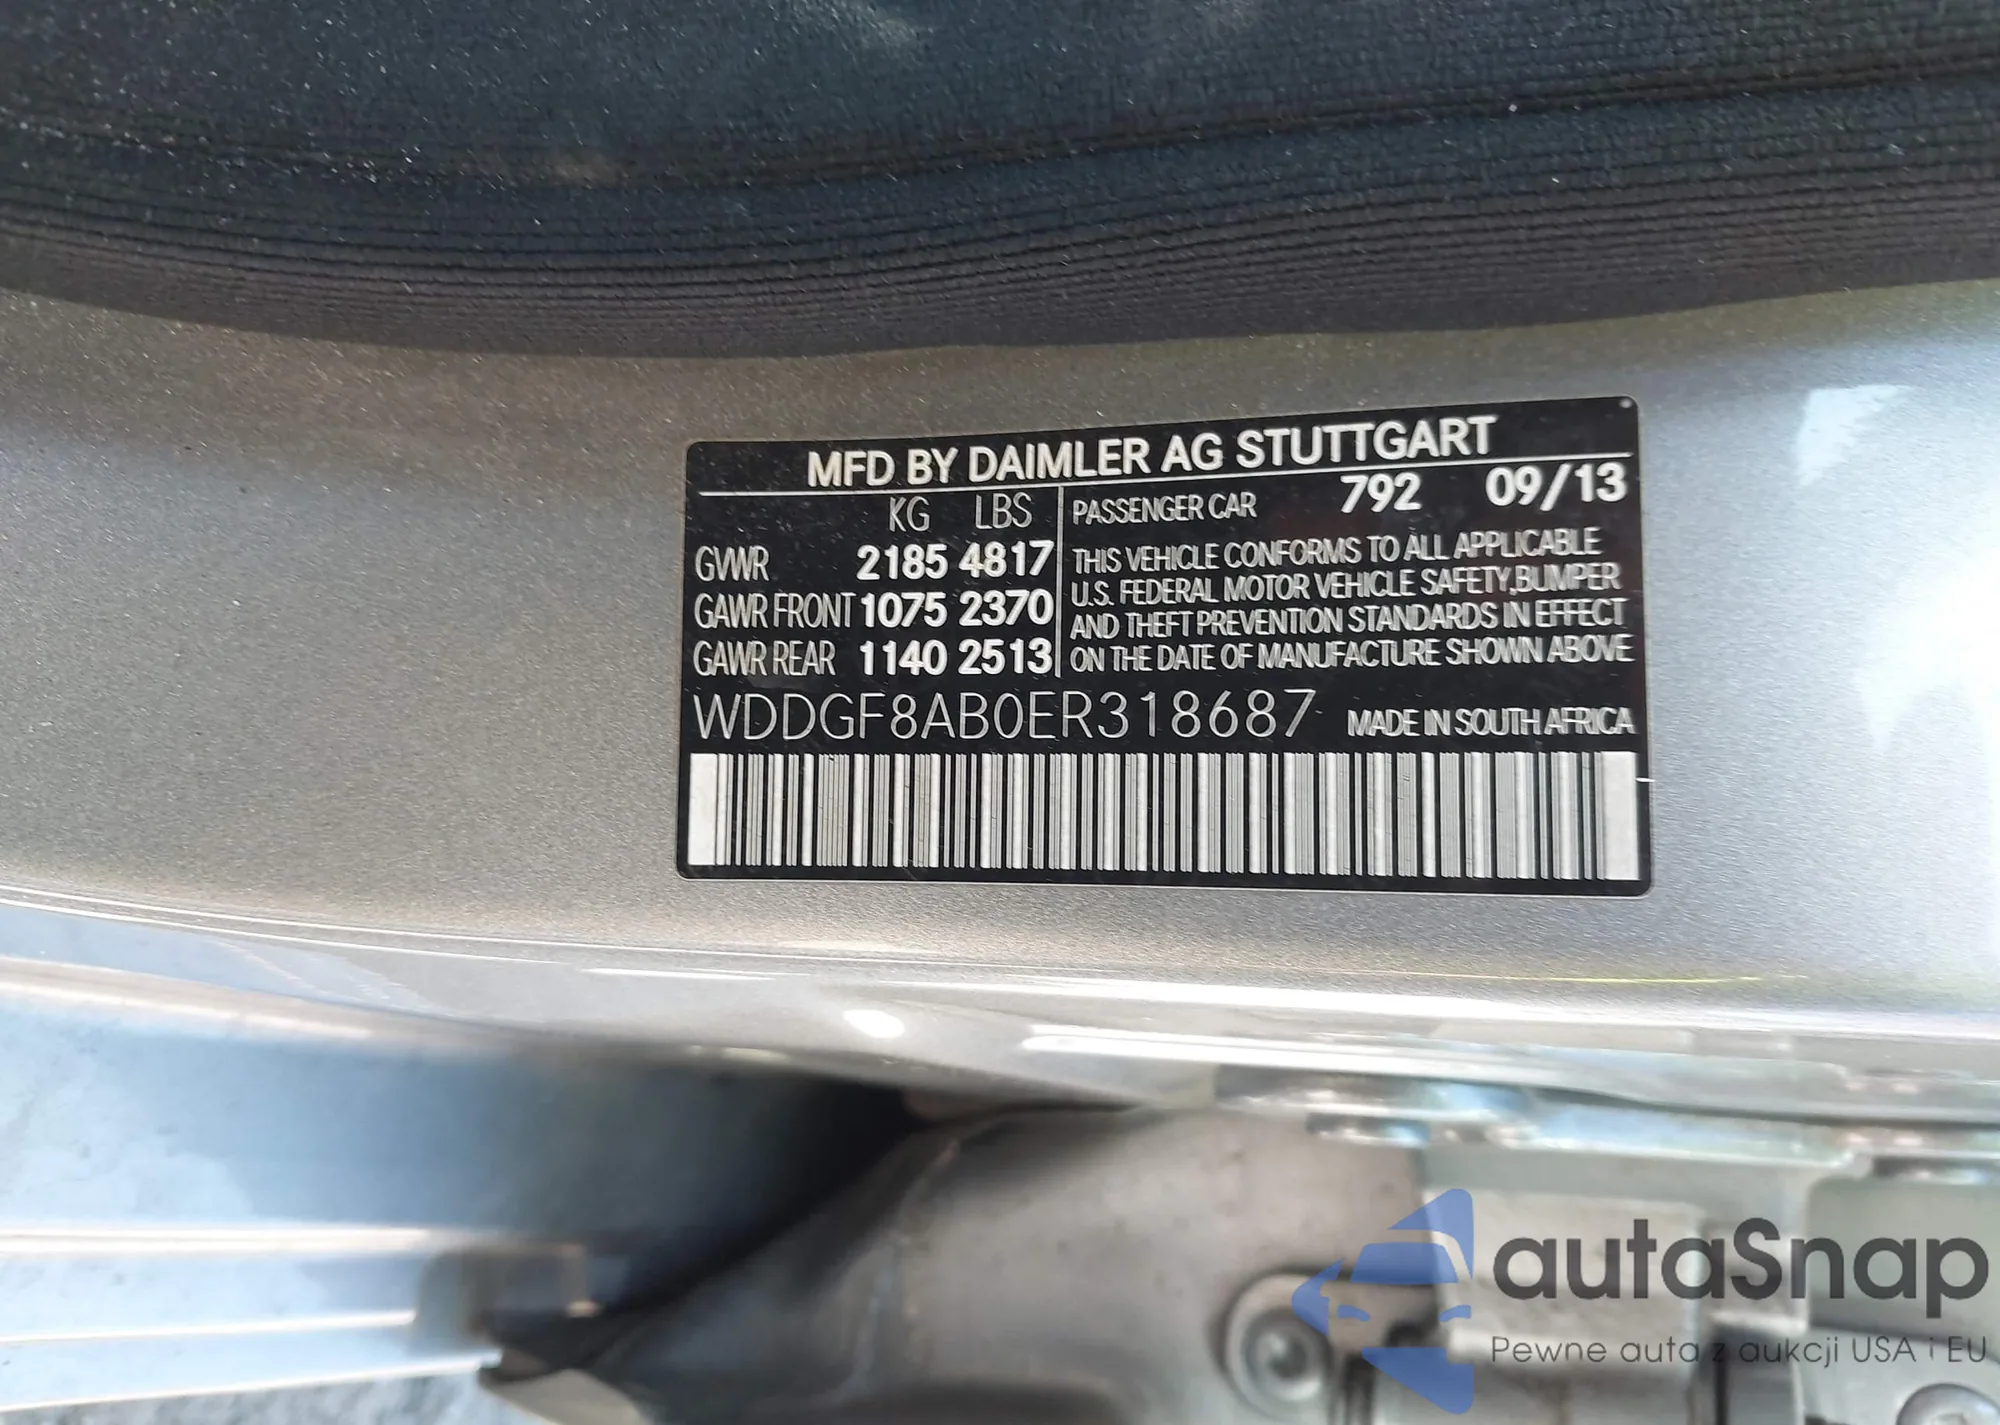 MFD BY DAIMLER AG STUTTGART
KG LBS
GVWR 2185 4817
GAWR FRONT 1075 2370
GAWR REAR 1140 2513
PASSENGER CAR 792 09/13
THIS VEHICLE CONFORMS TO ALL APPLICABLE
U.S. FEDERAL MOTOR VEHICLE SAFETY,BUMPER
AND THEFT PREVENTION STANDARDS IN EFFECT
ON THE DATE OF MANUFACTURE SHOWN ABOVE
WDDGF8AB0ER318687 MADE IN SOUTH AFRICA
autaSnap
Pewne auta z aukcji USA i EU